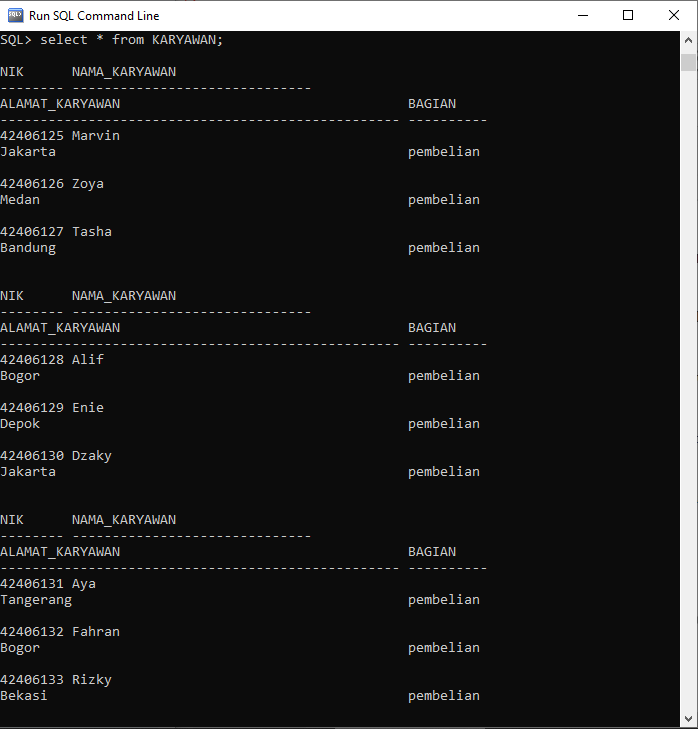 Run SQL Command Line
SQL> select * from KARYAWAN;
NIK      NAMA_KARYAWAN
-------- ------------------------------
ALAMAT_KARYAWAN                                    BAGIAN
-------------------------------------------------- ----------
42406125 Marvin
Jakarta                                            pembelian
42406126 Zoya
Medan                                              pembelian
42406127 Tasha
Bandung                                            pembelian
NIK      NAMA_KARYAWAN
-------- ------------------------------
ALAMAT_KARYAWAN                                    BAGIAN
-------------------------------------------------- ----------
42406128 Alif
Bogor                                              pembelian
42406129 Enie
Depok                                              pembelian
42406130 Dzaky
Jakarta                                            pembelian
NIK      NAMA_KARYAWAN
-------- ------------------------------
ALAMAT_KARYAWAN                                    BAGIAN
-------------------------------------------------- ----------
42406131 Aya
Tangerang                                          pembelian
42406132 Fahran
Bogor                                              pembelian
42406133 Rizky
Bekasi                                             pembelian